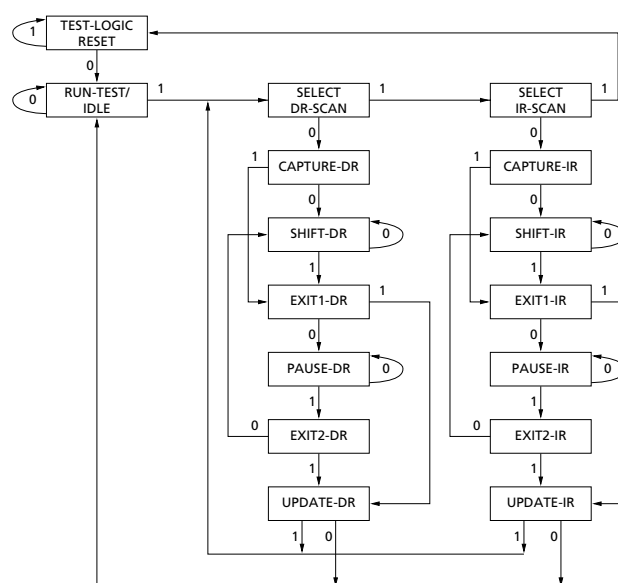 TEST-LOGIC
RESET
1
0
RUN-TEST/
IDLE
0
1
SELECT
DR-SCAN
1
SELECT
IR-SCAN
1
0
0
1
CAPTURE-DR
1
CAPTURE-IR
0
0
SHIFT-DR
0
SHIFT-IR
0
1
1
EXIT1-DR
1
EXIT1-IR
1
0
0
PAUSE-DR
0
PAUSE-IR
0
1
1
0
EXIT2-DR
0
EXIT2-IR
1
1
UPDATE-DR
UPDATE-IR
1
0
1
0